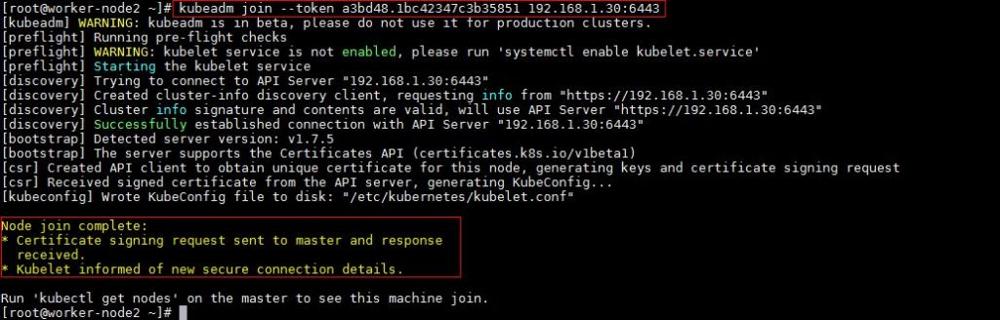 [root@worker-node2 ~]# kubeadm join --token a3bd48.1bc42347c3b35851 192.168.1.30:6443
[kubeadm] WARNING: kubeadm is in beta, please do not use it for production clusters.
[preflight] Running pre-flight checks
[preflight] WARNING: kubelet service is not enabled, please run 'systemctl enable kubelet.service'
[preflight] Starting the kubelet service
[discovery] Trying to connect to API Server "192.168.1.30:6443"
[discovery] Created cluster-info discovery client, requesting info from "https://192.168.1.30:6443"
[discovery] Cluster info signature and contents are valid, will use API Server "https://192.168.1.30:6443"
[discovery] Successfully established connection with API Server "192.168.1.30:6443"
[bootstrap] Detected server version: v1.7.5
[bootstrap] The server supports the Certificates API (certificates.k8s.io/v1beta1)
[csr] Created API client to obtain unique certificate for this node, generating keys and certificate signing request
[csr] Received signed certificate from the API server, generating KubeConfig...
[kubeconfig] Wrote KubeConfig file to disk: "/etc/kubernetes/kubelet.conf"
Node join complete:
* Certificate signing request sent to master and response
received.
* Kubelet informed of new secure connection details.
Run 'kubectl get nodes' on the master to see this machine join.
[root@worker-node2 ~]#